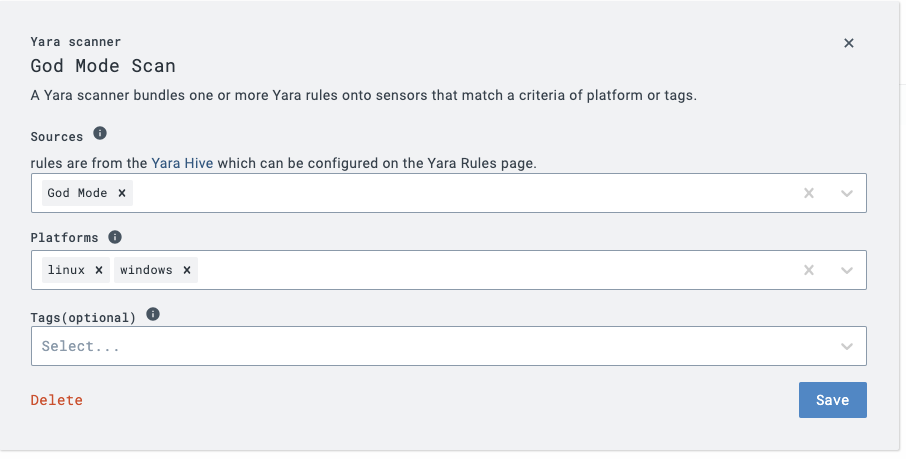 Yara scanner
God Mode Scan
A Yara scanner bundles one or more Yara rules onto sensors that match a criteria of platform or tags.
Sources
rules are from the Yara Hive which can be configured on the Yara Rules page.
God Mode
Platforms
linux windows
Tags(optional)
Select...
Delete Save